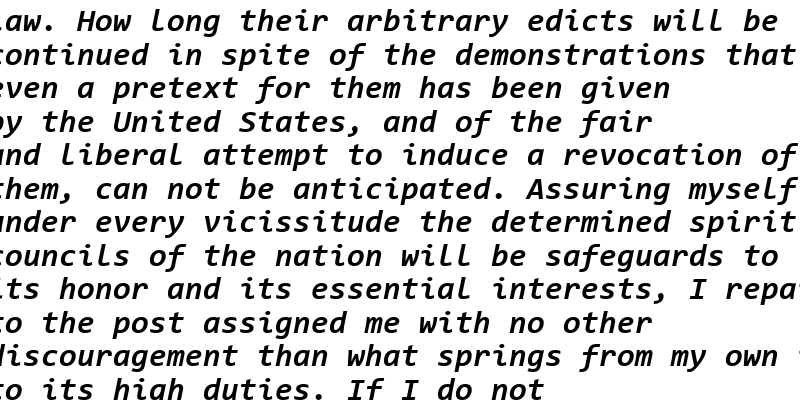 law. How long their arbitrary edicts will be
continued in spite of the demonstrations that
even a pretext for them has been given
by the United States, and of the fair
and liberal attempt to induce a revocation of
them, can not be anticipated. Assuring myself
under every vicissitude the determined spirit
councils of the nation will be safeguards to
its honor and its essential interests, I
to the post assigned me with no other
discouragement than what springs from my own
to its high duties. If I do not